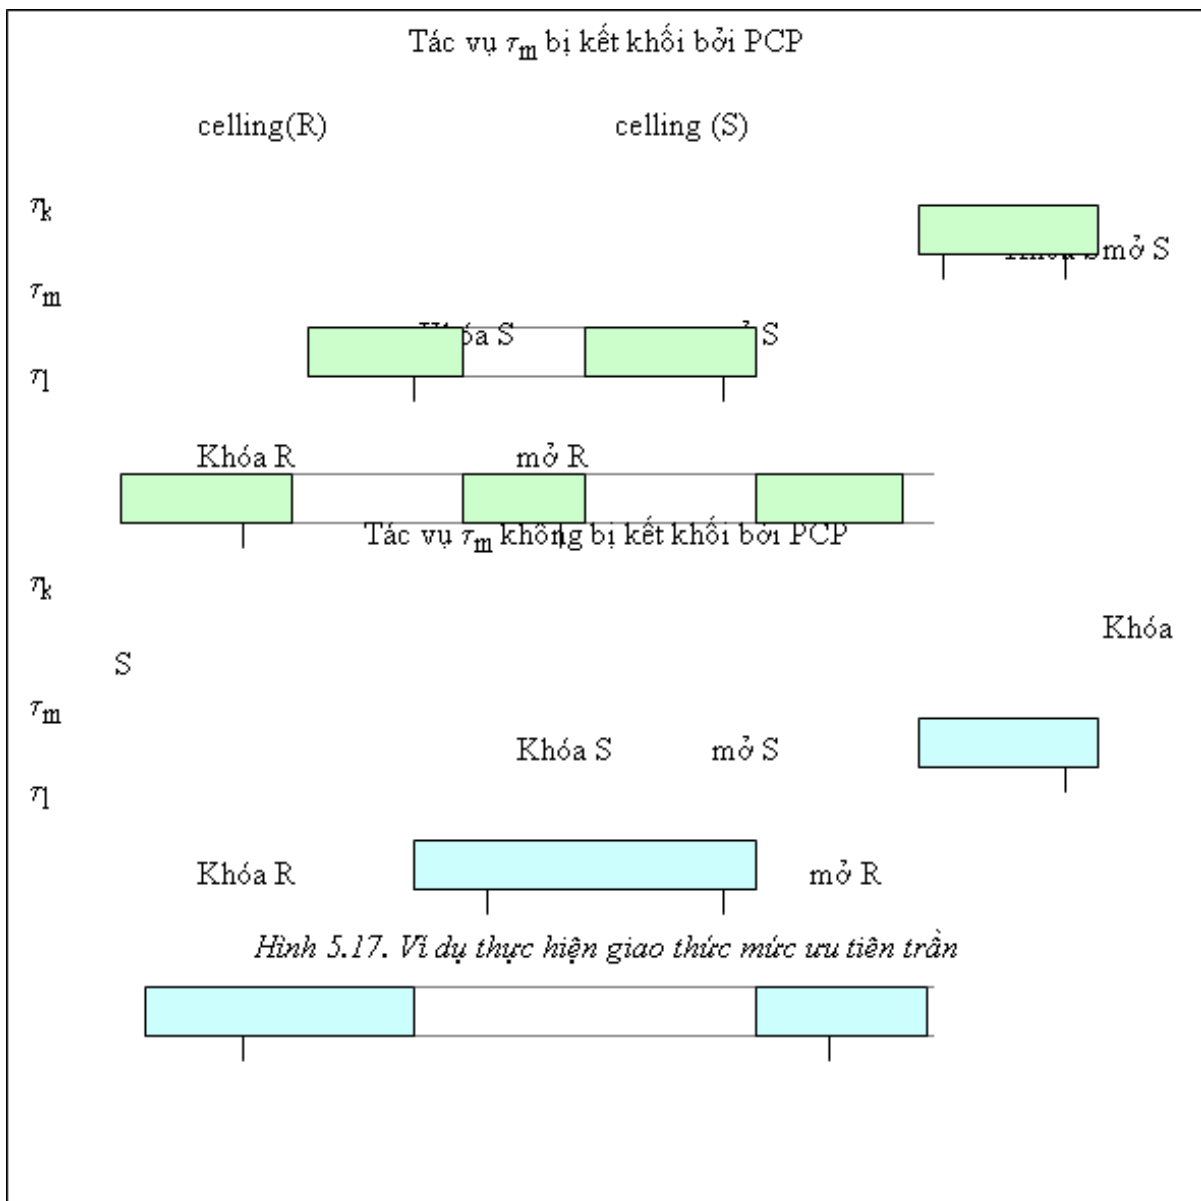 Tác vụ τm bị kết khối bởi PCP
celling(R) celling (S)
τk
mở S
τm
S
τl
Khóa R mở R
Tác vụ τm không bị kết khối bởi PCP
τk
Khóa
S
τm
Khóa S mở S
τl
Khóa R mở R
Hình 5.17. Ví dụ thực hiện giao thức mức ưu tiên trần